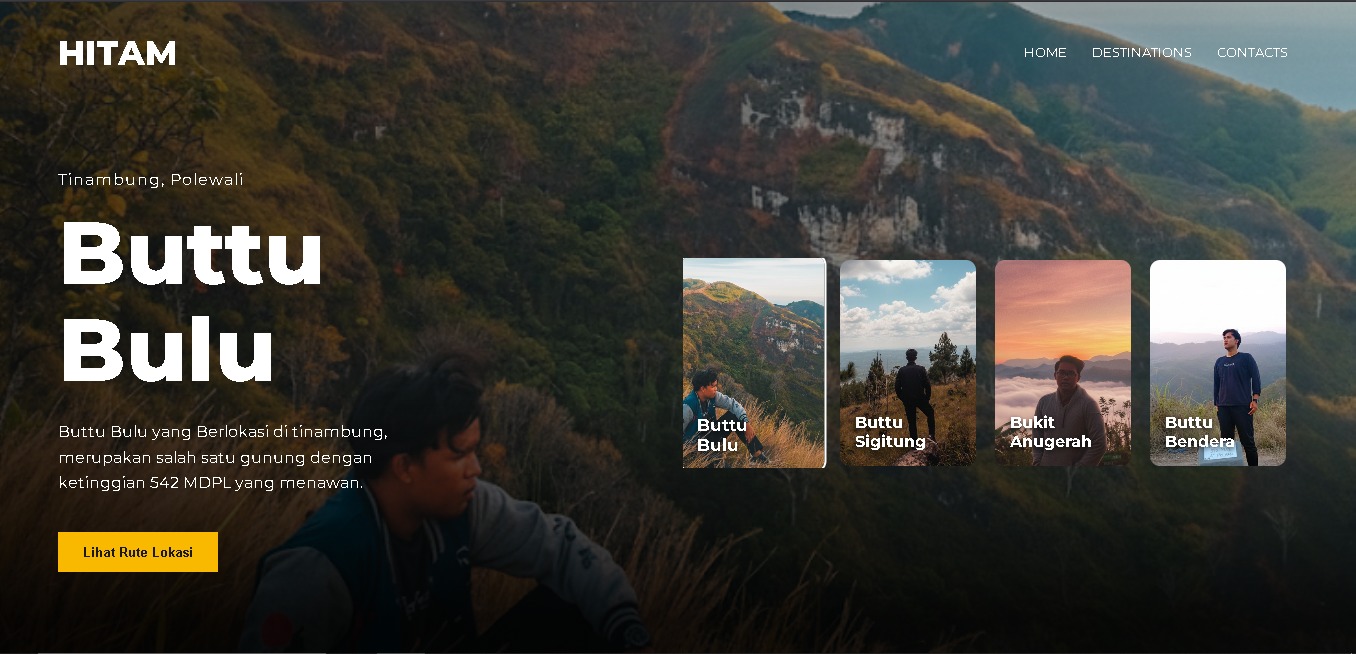 HITAM
HOME DESTINATIONS CONTACTS
Tinambung, Polewali
Buttu
Bulu
Buttu Bulu yang Berlokasi di tinambung,
merupakan salah satu gunung dengan
ketinggian 542 MDPL yang menawan.
Lihat Rute Lokasi
Buttu
Bulu
Buttu
Sigitung
Bukit
Anugerah
Buttu
Bendera